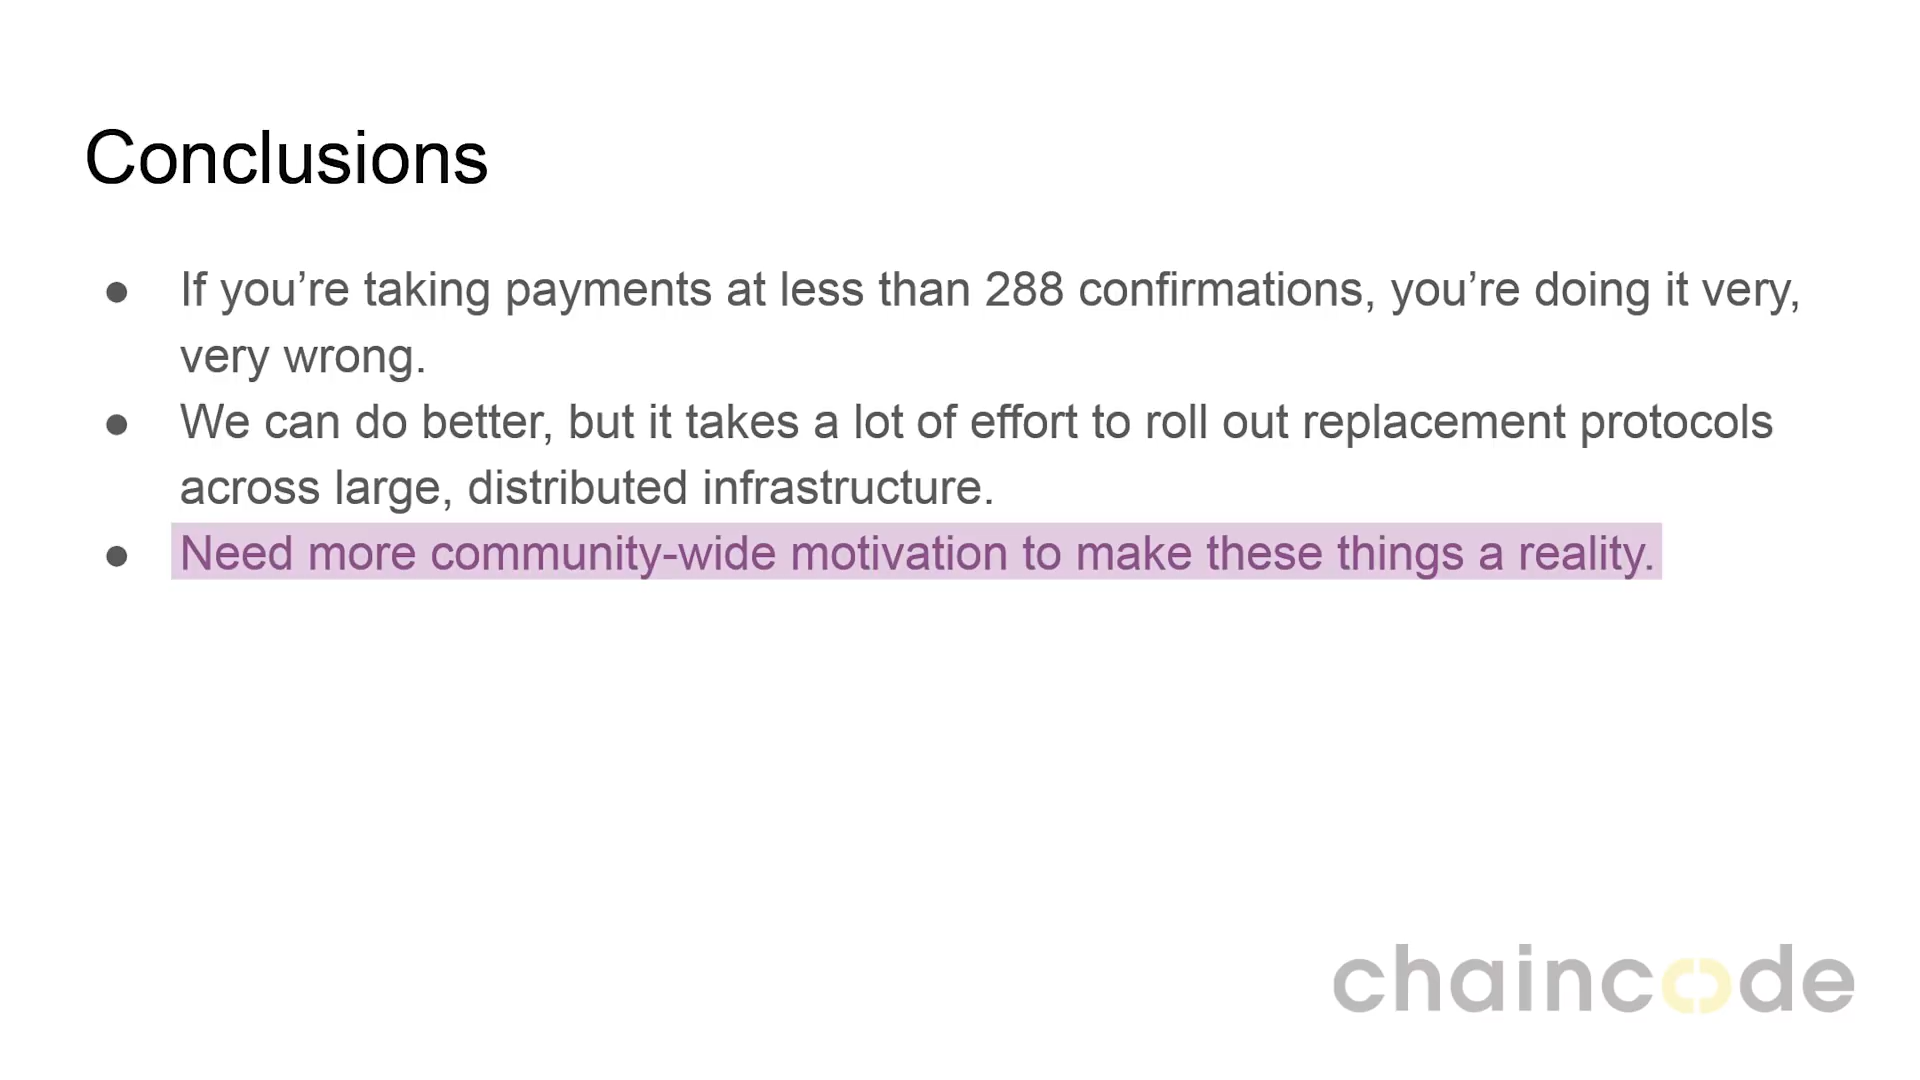 Conclusions
● If you’re taking payments at less than 288 confirmations, you’re doing it very,
very wrong.
● We can do better, but it takes a lot of effort to roll out replacement protocols
across large, distributed infrastructure.
● Need more community-wide motivation to make these things a reality.
chaincode